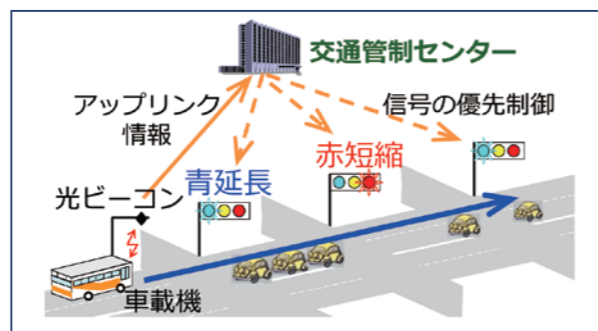 交通管制センター
アップリンク
情報
信号の優先制御
赤短縮
青延長
光ビーコン
車載機